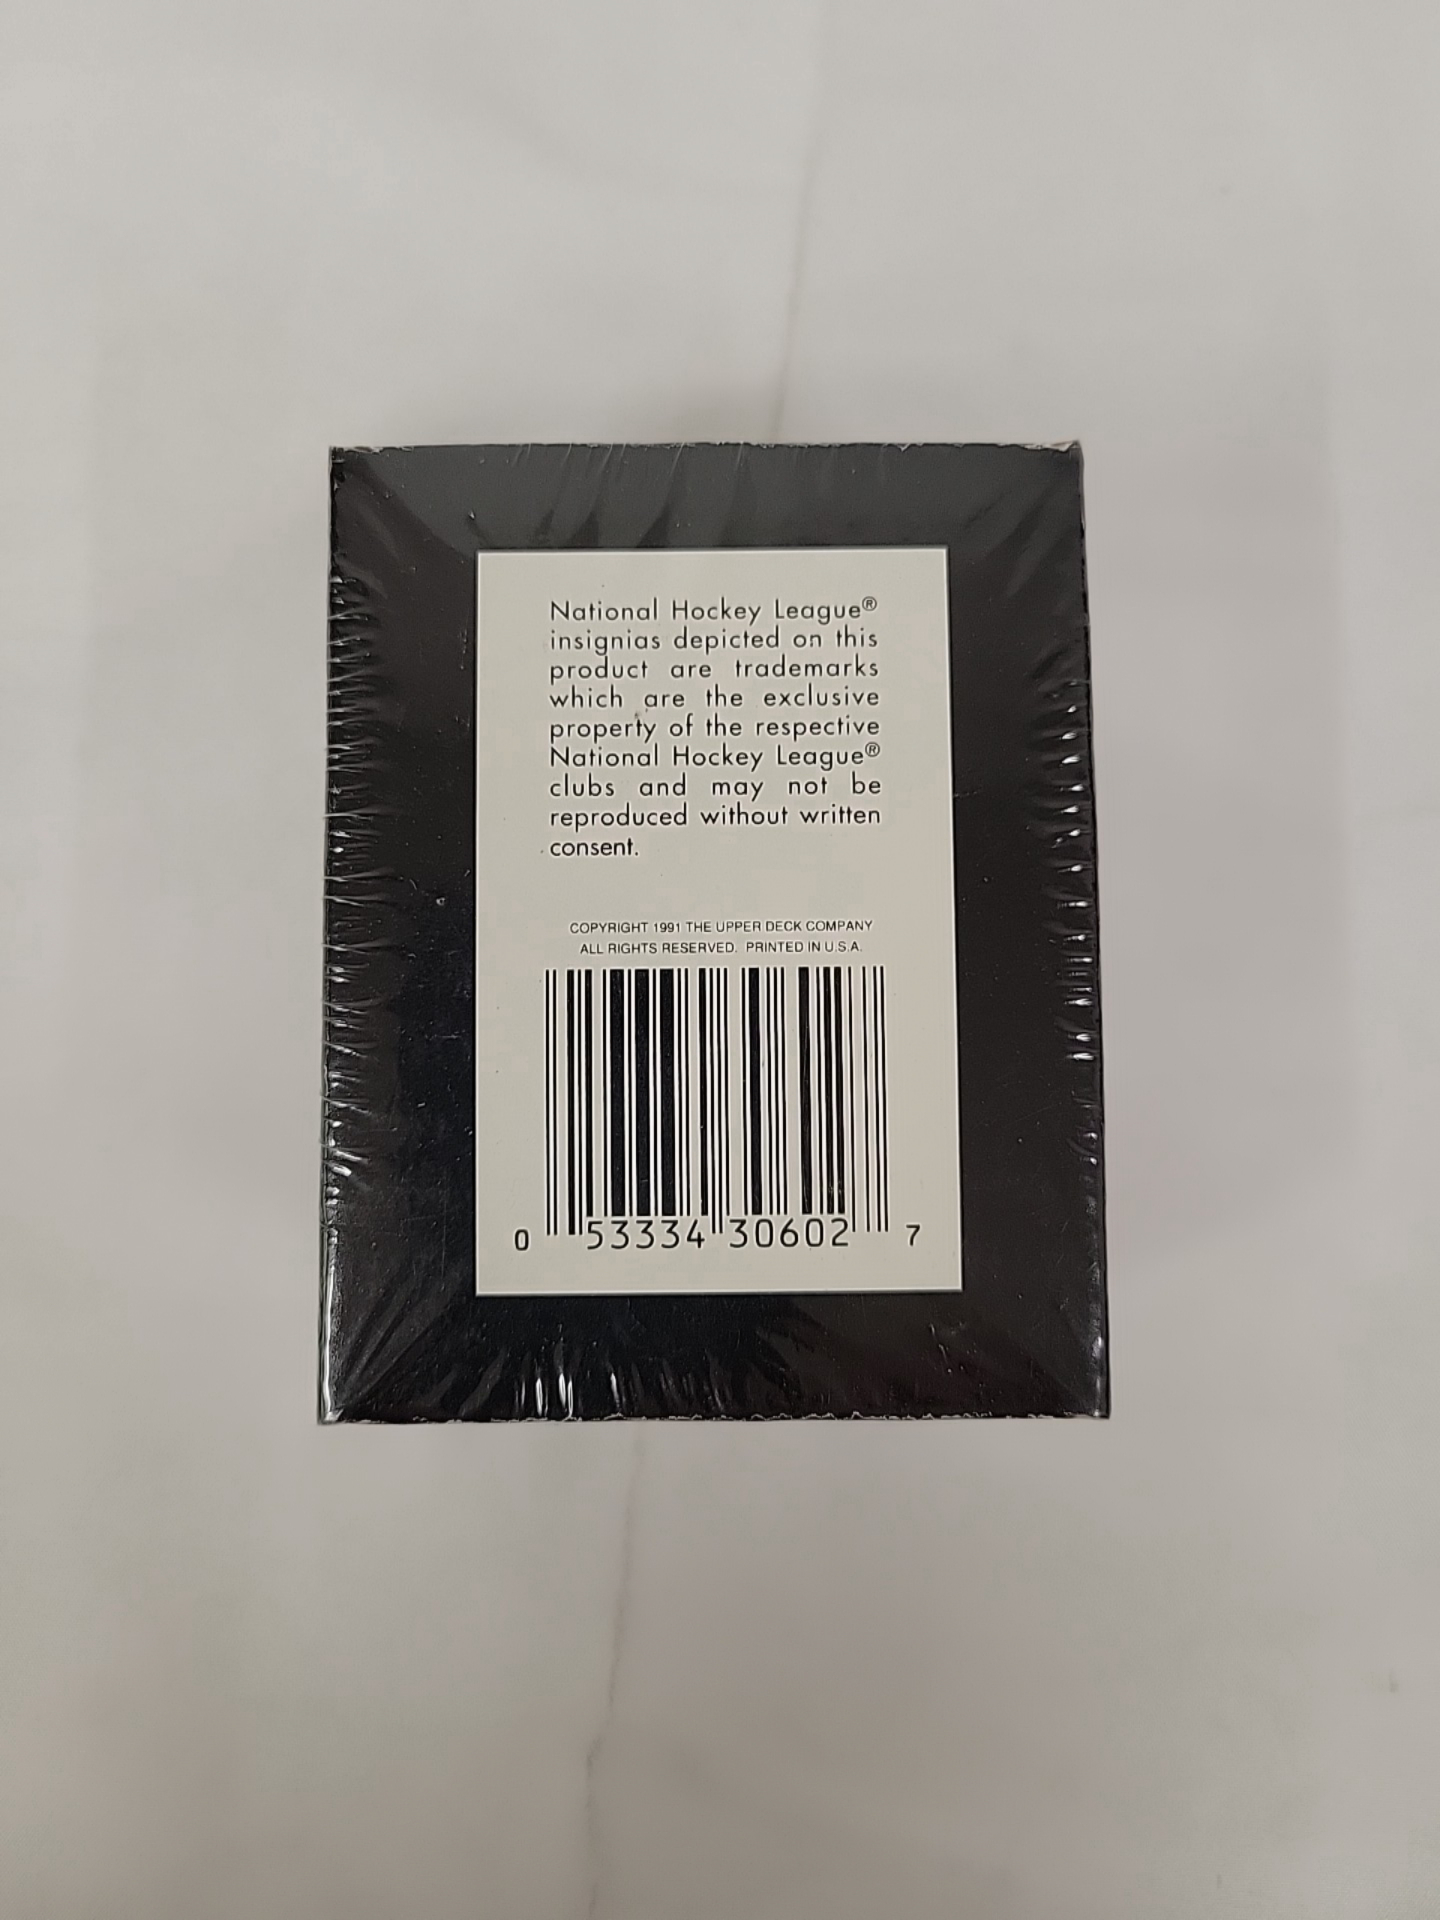 National Hockey League®
insignias depicted on this
product are trademarks
which are the exclusive
property of the respective
National Hockey League®
clubs and may not be
reproduced without written
consent.
COPYRIGHT 1991 THE UPPER DECK COMPANY
ALL RIGHTS RESERVED. PRINTED IN U.S.A.
0 53334 30602 7